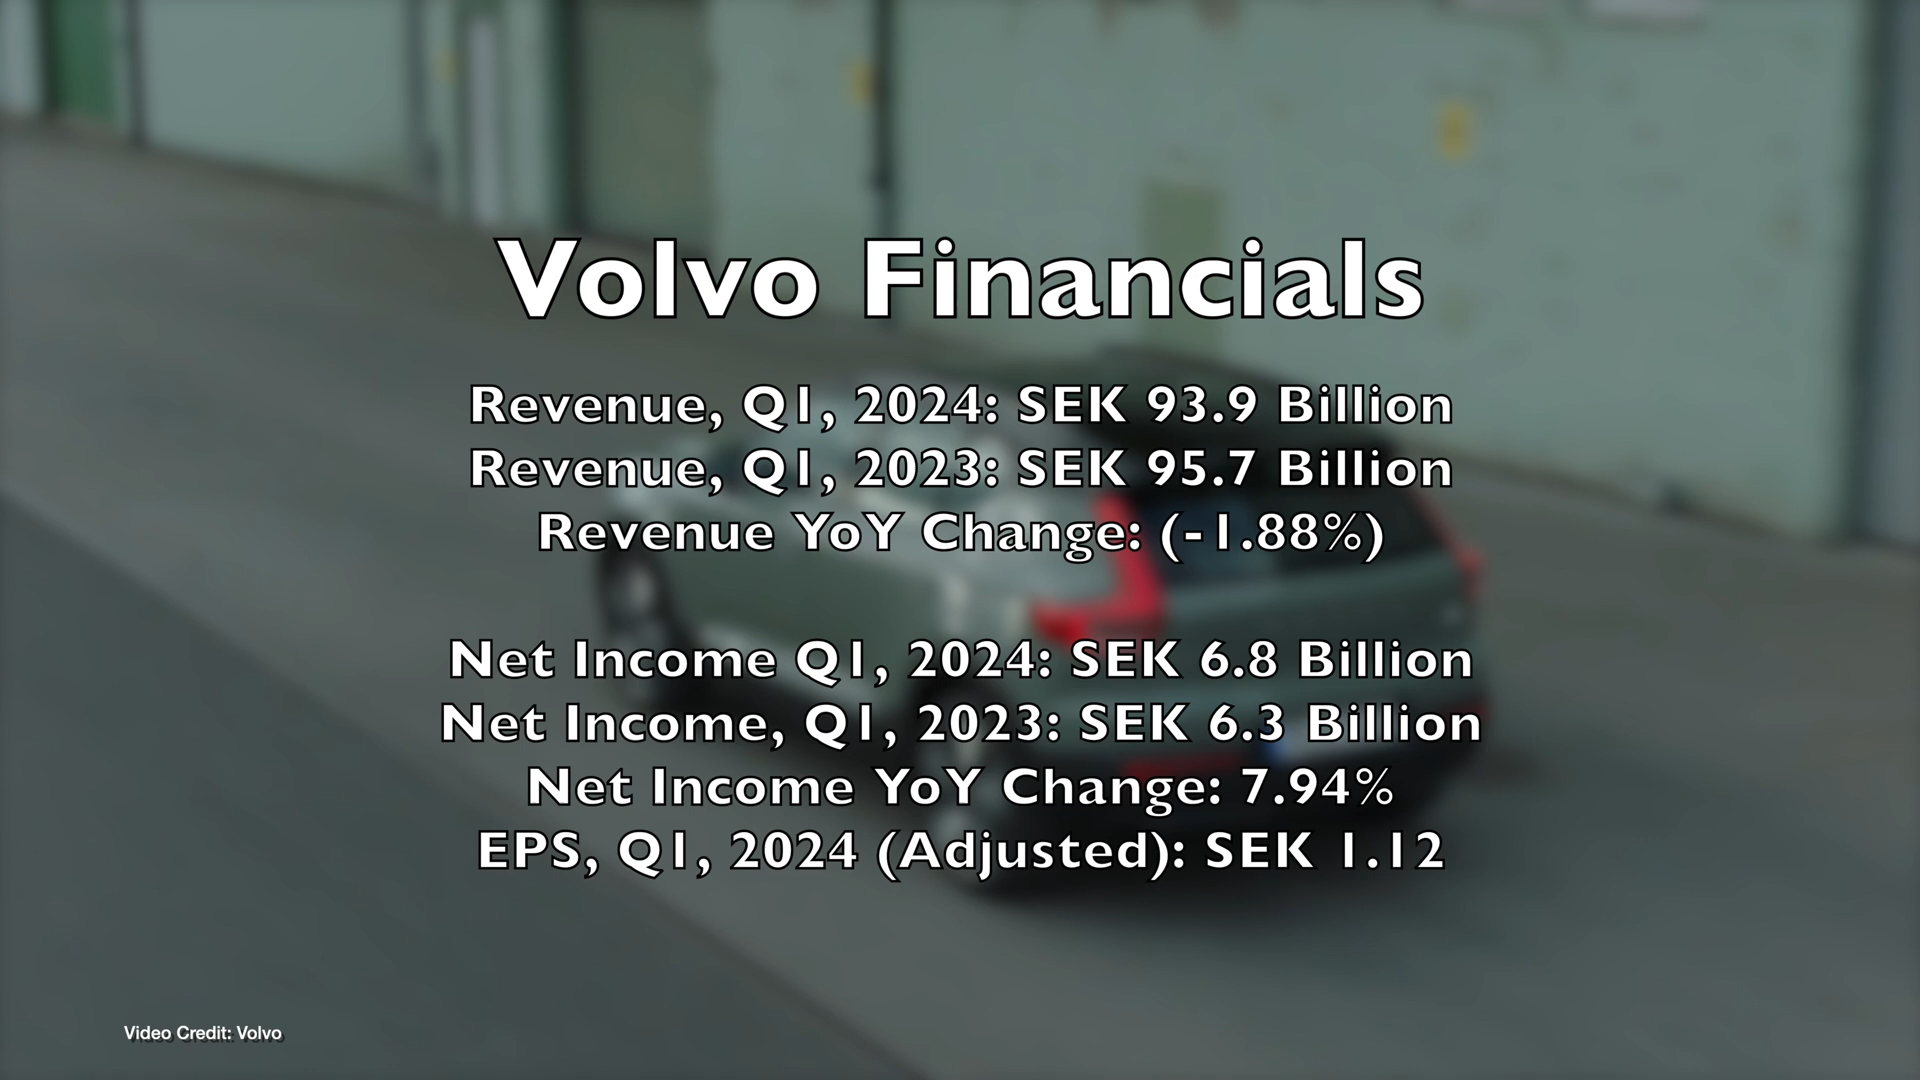 Volvo Financials
Revenue, Q1, 2024: SEK 93.9 Billion
Revenue, Q1, 2023: SEK 95.7 Billion
Revenue YoY Change: (-1.88%)
Net Income Q1, 2024: SEK 6.8 Billion
Net Income, Q1, 2023: SEK 6.3 Billion
Net Income YoY Change: 7.94%
EPS, Q1, 2024 (Adjusted): SEK 1.12
Video Credit: Volvo